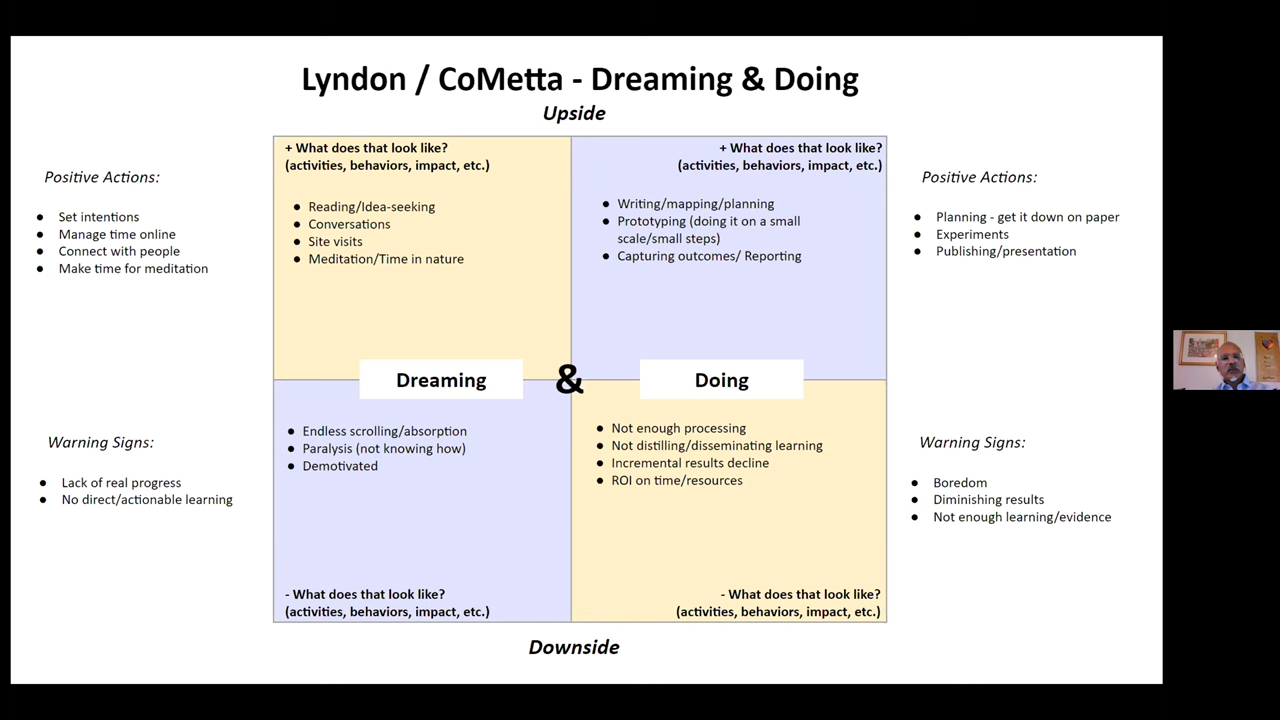 Lyndon / CoMetta - Dreaming & Doing
Upside
Positive Actions:
● Set intentions
● Manage time online
● Connect with people
● Make time for meditation
+ What does that look like?
(activities, behaviors, impact, etc.)
● Reading/Idea-seeking
● Conversations
● Site visits
● Meditation/Time in nature
+ What does that look like?
(activities, behaviors, impact, etc.)
● Writing/mapping/planning
● Prototyping (doing it on a small
scale/small steps)
● Capturing outcomes/ Reporting
Positive Actions:
● Planning - get it down on paper
● Experiments
● Publishing/presentation
Dreaming
&
Doing
Warning Signs:
● Lack of real progress
● No direct/actionable learning
● Endless scrolling/absorption
● Paralysis (not knowing how)
● Demotivated
- What does that look like?
(activities, behaviors, impact, etc.)
● Not enough processing
● Not distilling/disseminating learning
● Incremental results decline
● ROI on time/resources
- What does that look like?
(activities, behaviors, impact, etc.)
Warning Signs:
● Boredom
● Diminishing results
● Not enough learning/evidence
Downside